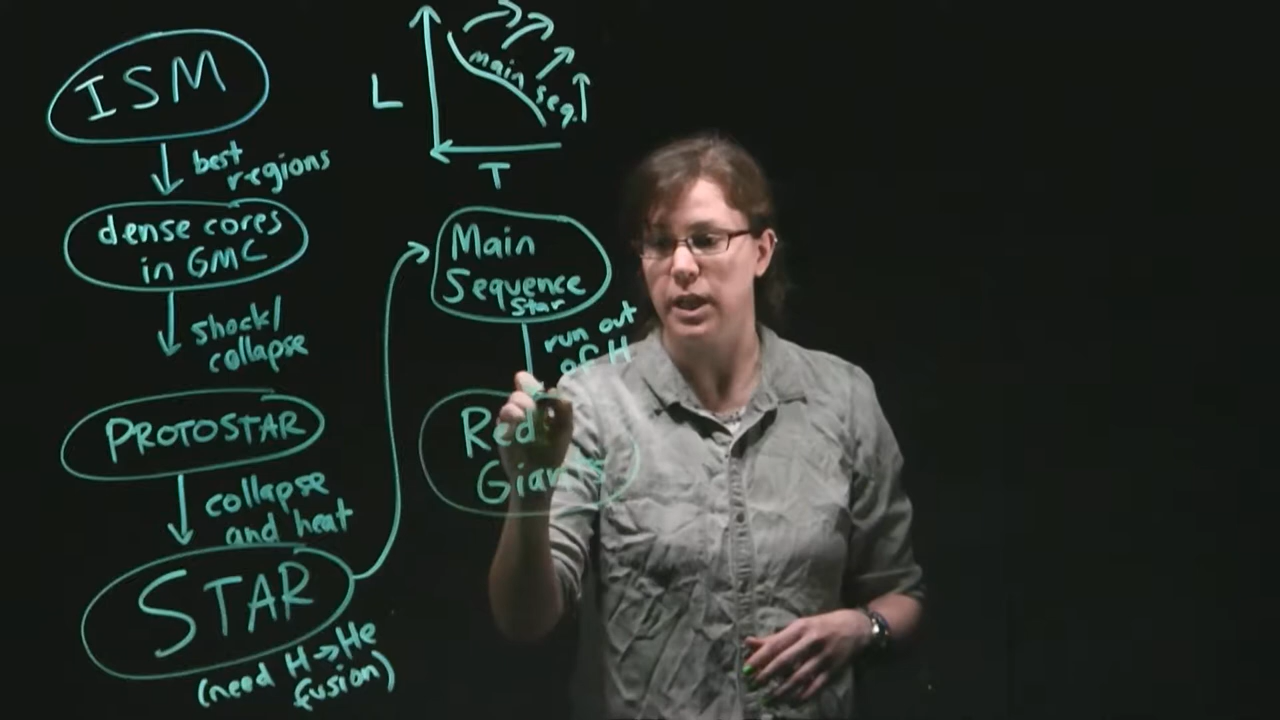 ISM
best
regions
dense cores
in GMC
shock/
collapse
PROTOSTAR
collapse
and heat
STAR
(need H→He
fusion)
L
main seq.
T
Main
Sequence
Star
run out
of H
Red
Giants